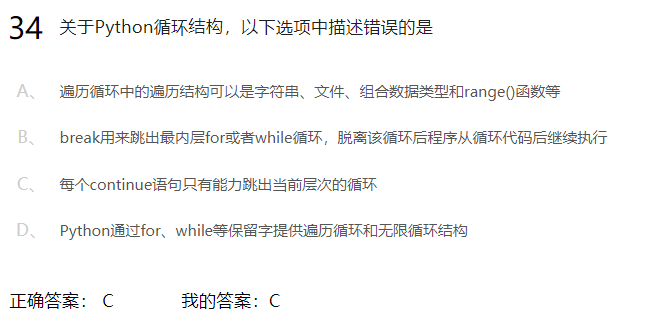 34 关于Python循环结构，以下选项中描述错误的是
A、 遍历循环中的遍历结构可以是字符串、文件、组合数据类型和range()函数等
B、 break用来跳出最内层for或者while循环，脱离该循环后程序从循环代码后继续执行
C、 每个continue语句只有能力跳出当前层次的循环
D、 Python通过for、while等保留字提供遍历循环和无限循环结构
正确答案： C 我的答案：C